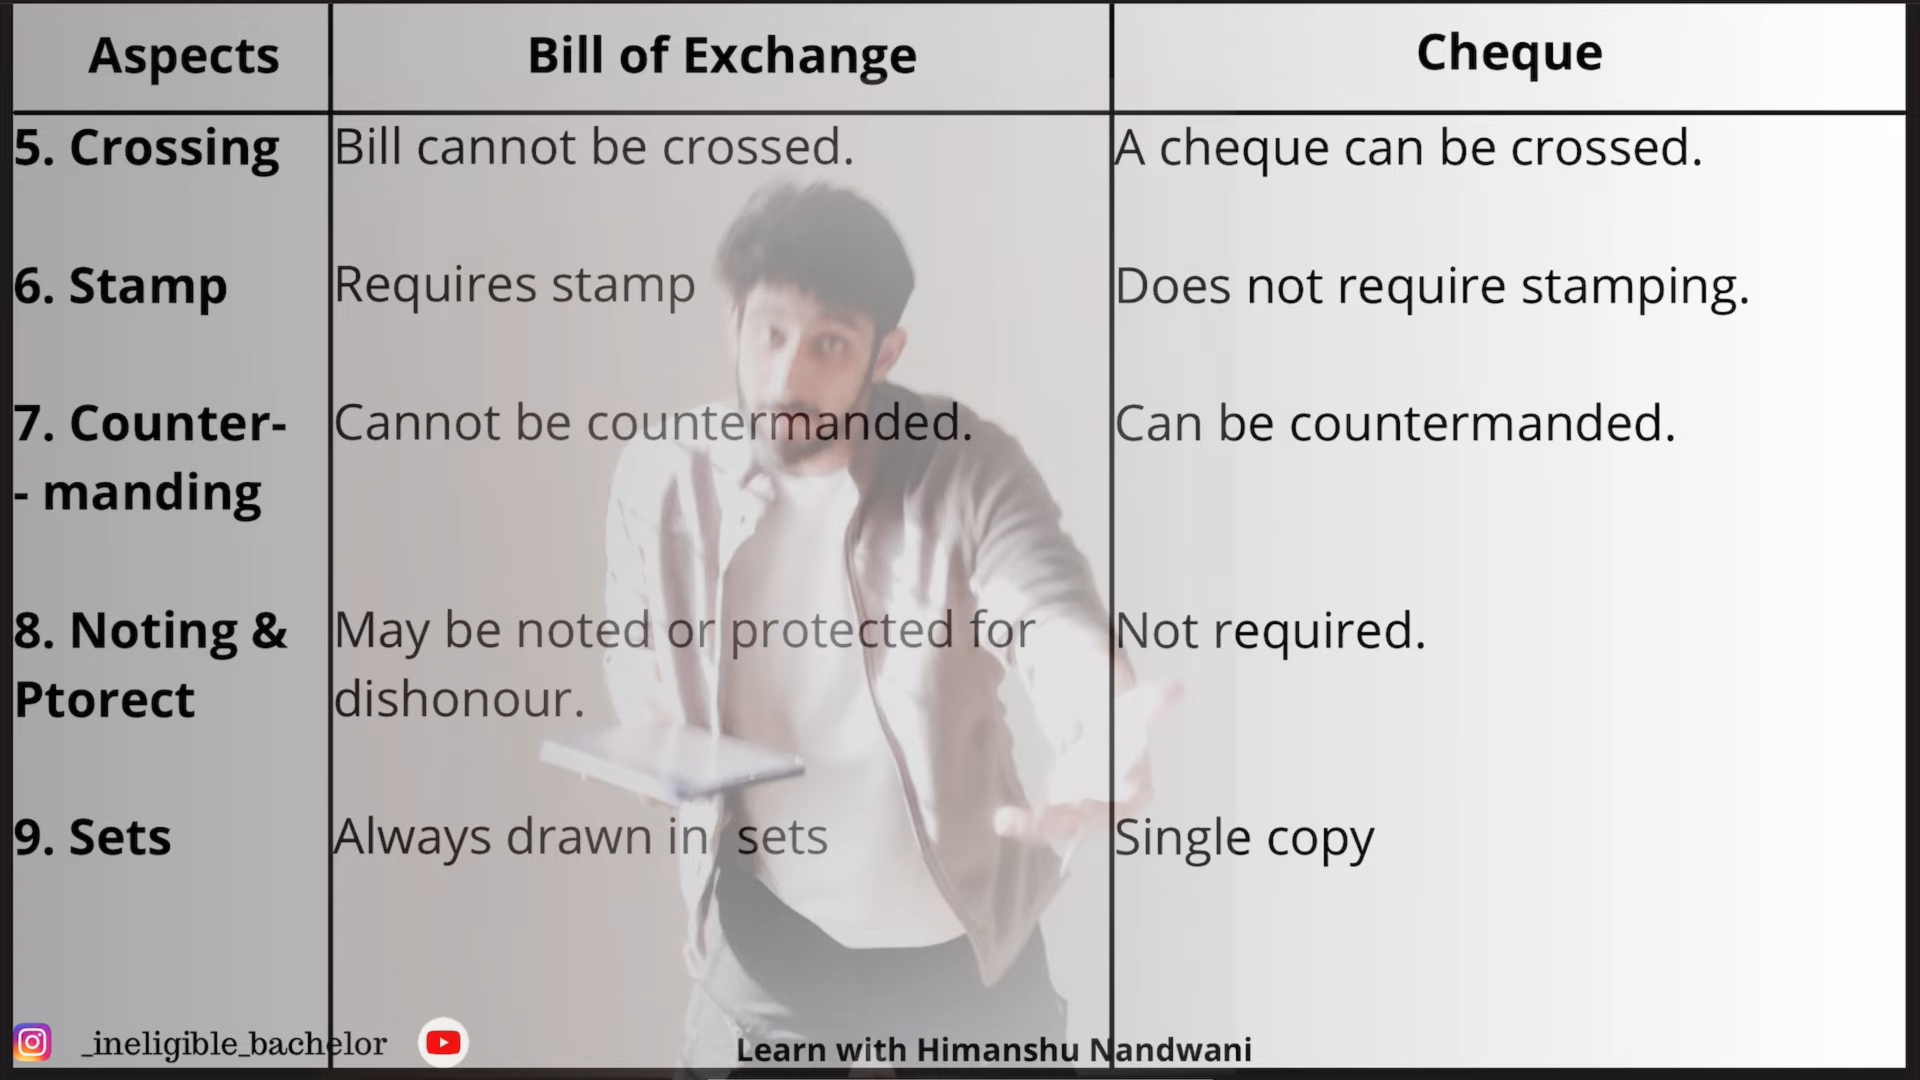 Aspects Bill of Exchange Cheque
5. Crossing Bill cannot be crossed. A cheque can be crossed.
6. Stamp Requires stamp Does not require stamping.
7. Counter- Cannot be countermanded. Can be countermanded.
- manding
8. Noting & May be noted or protected for Not required.
Ptorect dishonour.
9. Sets Always drawn in sets Single copy
_ineligible_bachelor Learn with Himanshu Nandwani